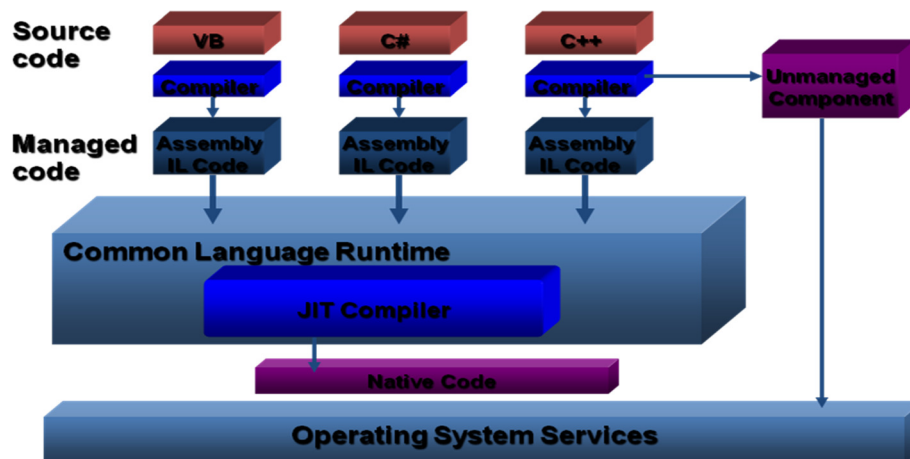 Source
code
VB
C#
C++
Compiler
Compiler
Compiler
Unmanaged
Component
Managed
code
Assembly
IL Code
Assembly
IL Code
Assembly
IL Code
Common Language Runtime
JIT Compiler
Native Code
Operating System Services